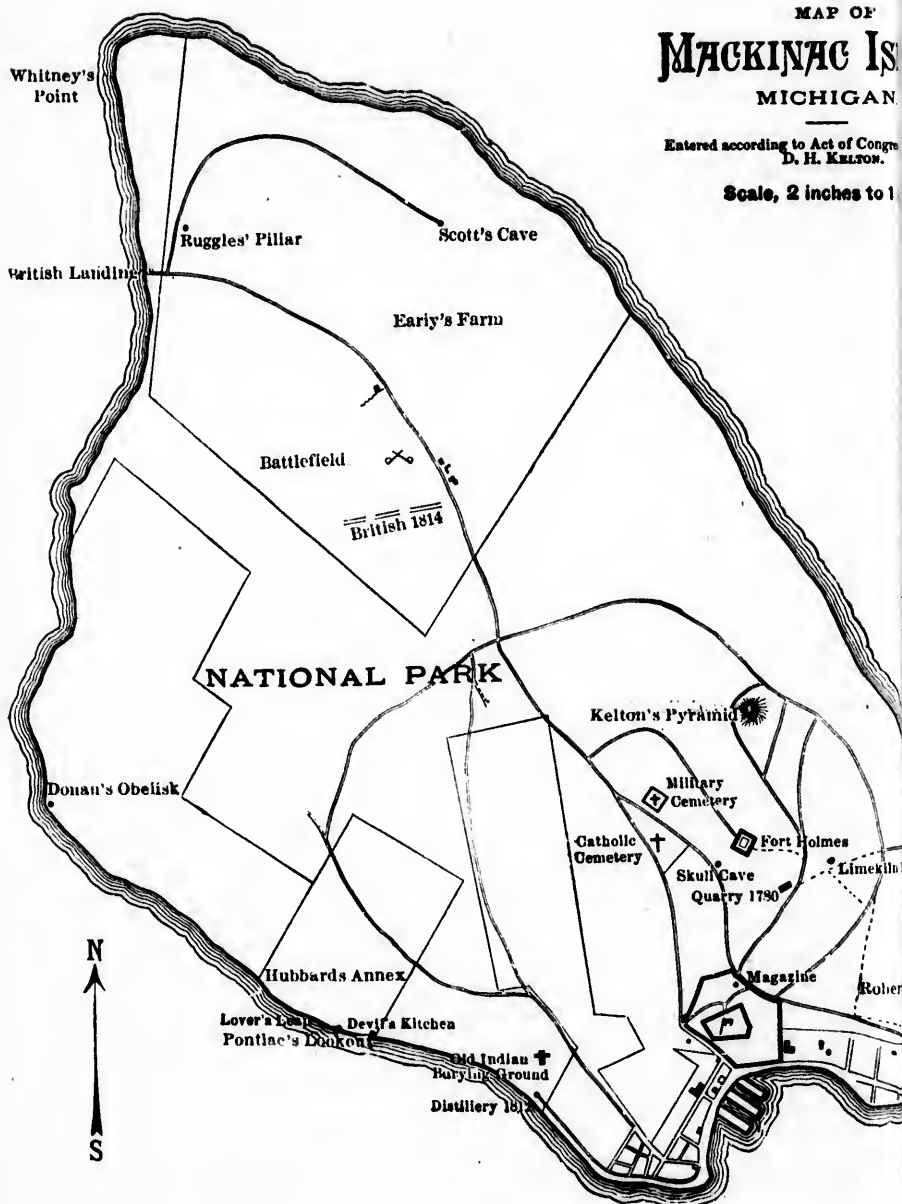 MAP OF
MACKINAC IS
MICHIGAN
Entered according to Act of Congre
D. H. KELTON.
Scale, 2 inches to 1
Whitney's
Point
Ruggles' Pillar
Scott's Cave
British Landing
Early's Farm
Battlefield
British 1814
NATIONAL PARK
Kelton's Pyramid
Donan's Obelisk
Military
Cemetery
Catholic
Cemetery
Fort Holmes
Skull Cave
Limekiln
Quarry 1780
N
S
Hubbards Annex
Magazine
Rober
Lover's Leap
Devil's Kitchen
Pontiac's Lookout
Old Indian
Burying Ground
Distillery 1812